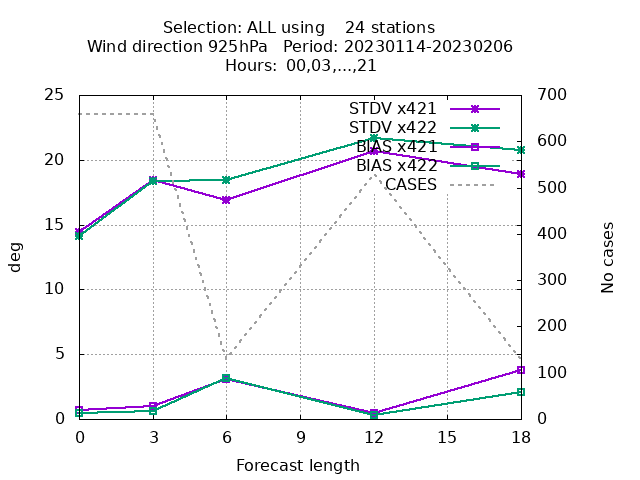 Selection: ALL using    24 stations
Wind direction 925hPa   Period: 20230114-20230206
Hours: 00,03,...,21
25
20
15
10
5
0
700
600
500
400
300
200
100
0
STDV x421
STDV x422
BIAS x421
BIAS x422
CASES
deg
No cases
0 3 6 9 12 15 18
Forecast length